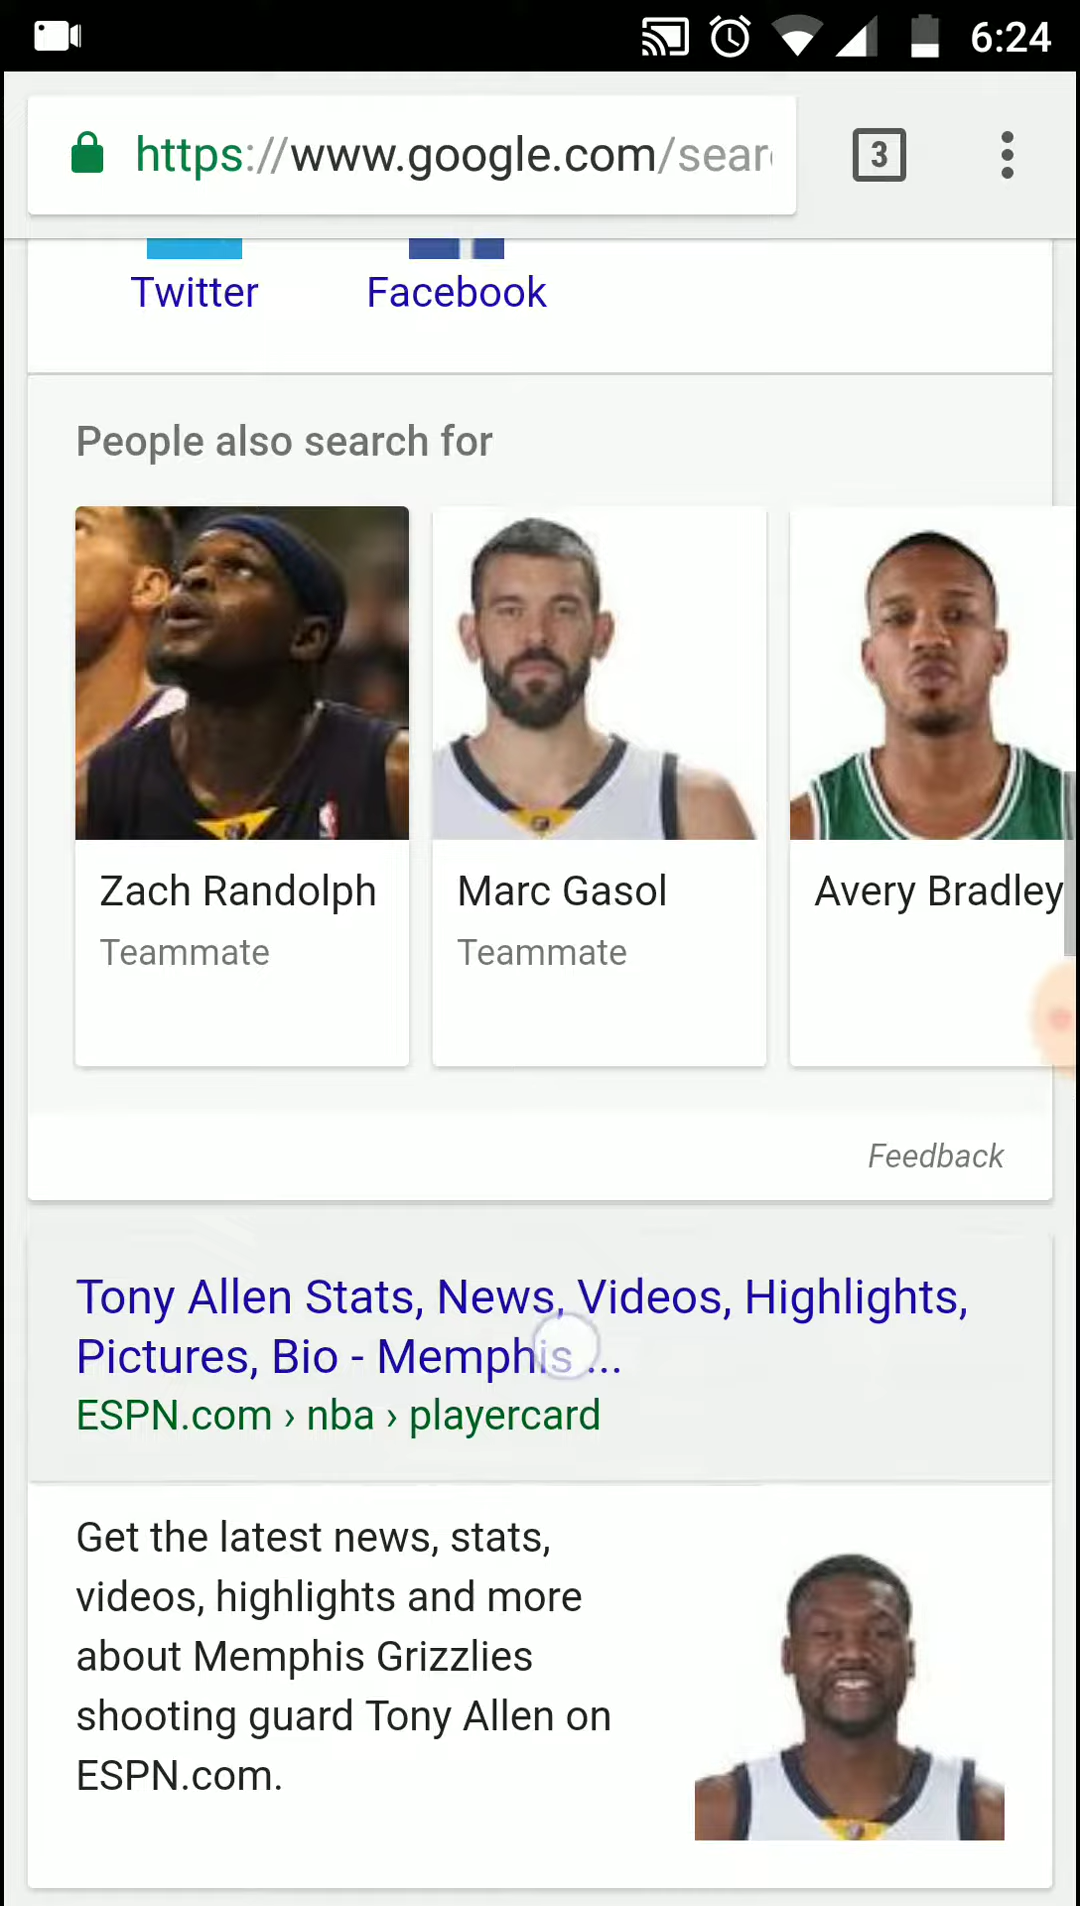 6:24
https://www.google.com/sear
3
Twitter
Facebook
People also search for
Zach Randolph
Teammate
Marc Gasol
Teammate
Avery Bradley
Feedback
Tony Allen Stats, News, Videos, Highlights,
Pictures, Bio - Memphis ...
ESPN.com › nba › playercard
Get the latest news, stats,
videos, highlights and more
about Memphis Grizzlies
shooting guard Tony Allen on
ESPN.com.